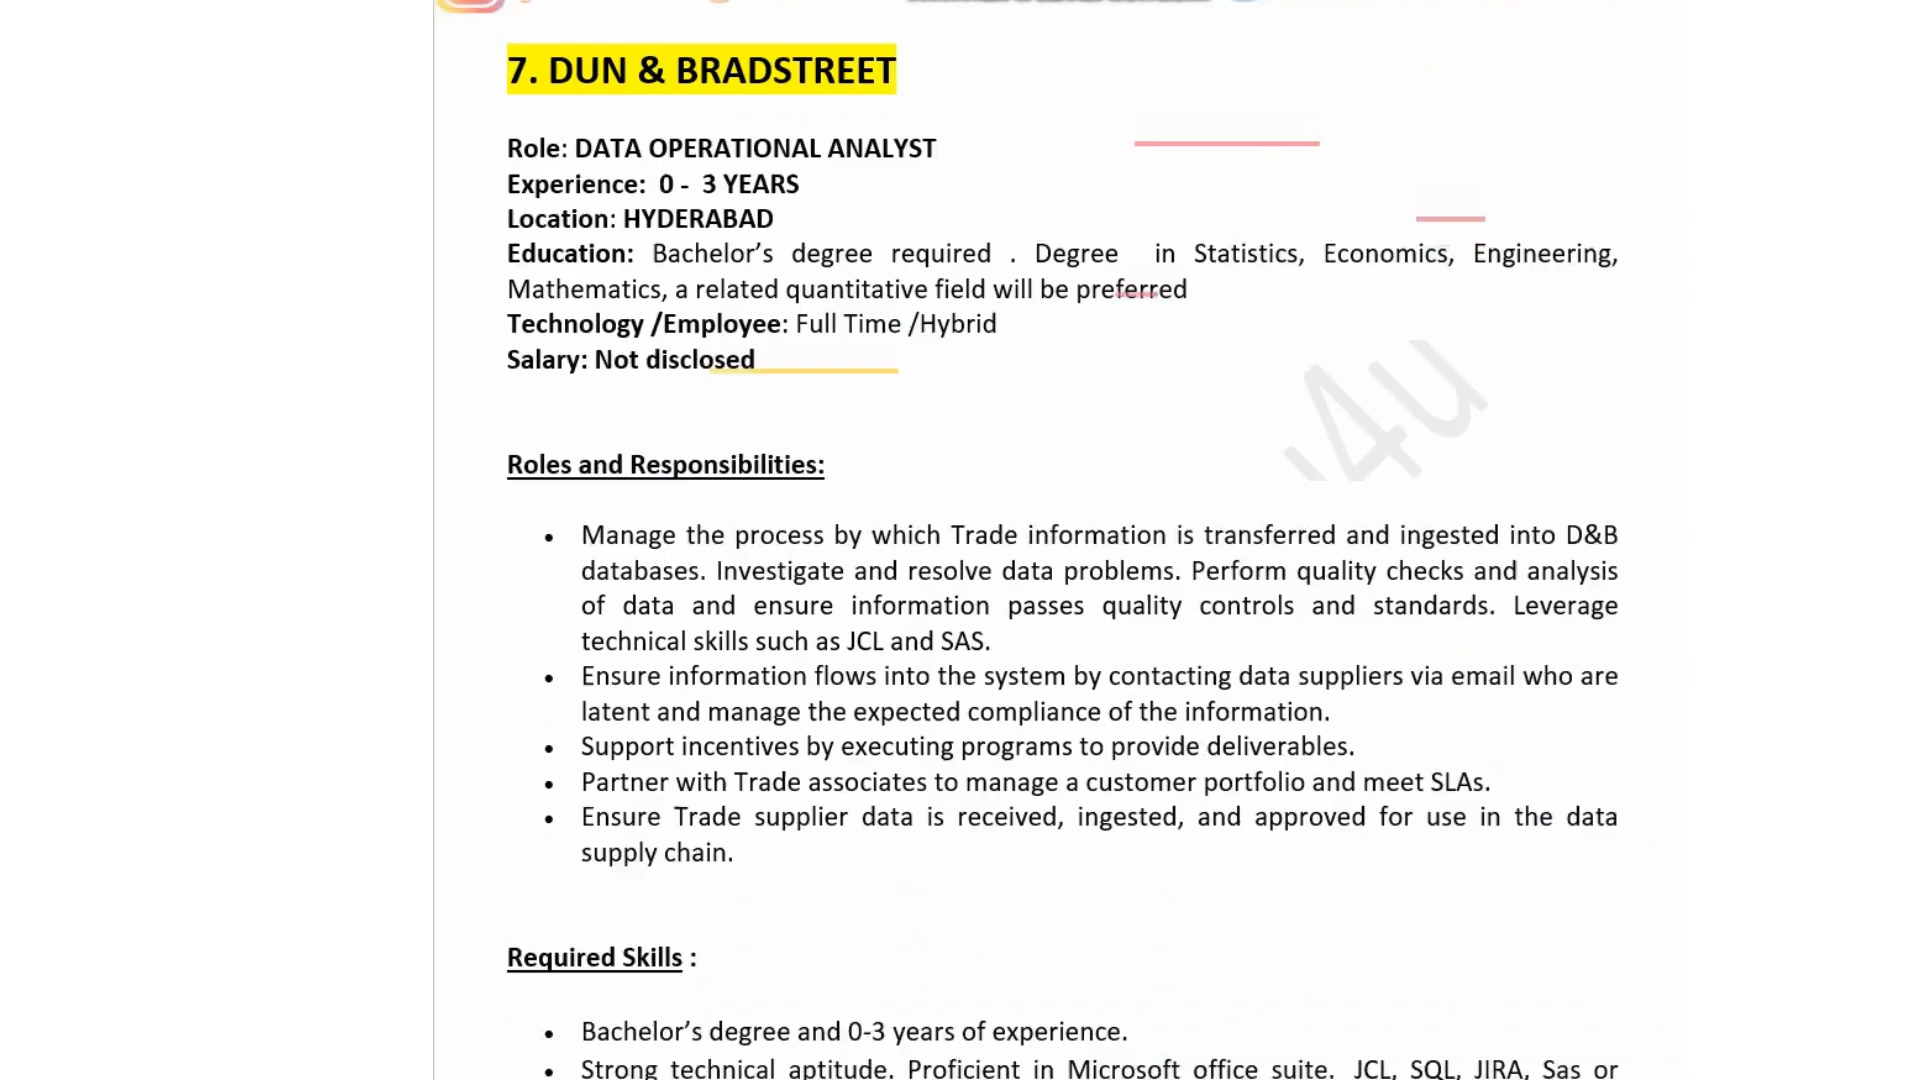 7. DUN & BRADSTREET
Role: DATA OPERATIONAL ANALYST
Experience:  0 -  3 YEARS
Location: HYDERABAD
Education: Bachelor’s degree required . Degree  in Statistics, Economics, Engineering,
Mathematics, a related quantitative field will be preferred
Technology /Employee: Full Time /Hybrid
Salary: Not disclosed
4u
Roles and Responsibilities:
• Manage the process by which Trade information is transferred and ingested into D&B
databases. Investigate and resolve data problems. Perform quality checks and analysis
of data and ensure information passes quality controls and standards. Leverage
technical skills such as JCL and SAS.
• Ensure information flows into the system by contacting data suppliers via email who are
latent and manage the expected compliance of the information.
• Support incentives by executing programs to provide deliverables.
• Partner with Trade associates to manage a customer portfolio and meet SLAs.
• Ensure Trade supplier data is received, ingested, and approved for use in the data
supply chain.
Required Skills :
• Bachelor’s degree and 0-3 years of experience.
• Strong technical aptitude. Proficient in Microsoft office suite.  JCL, SQL, JIRA, Sas or